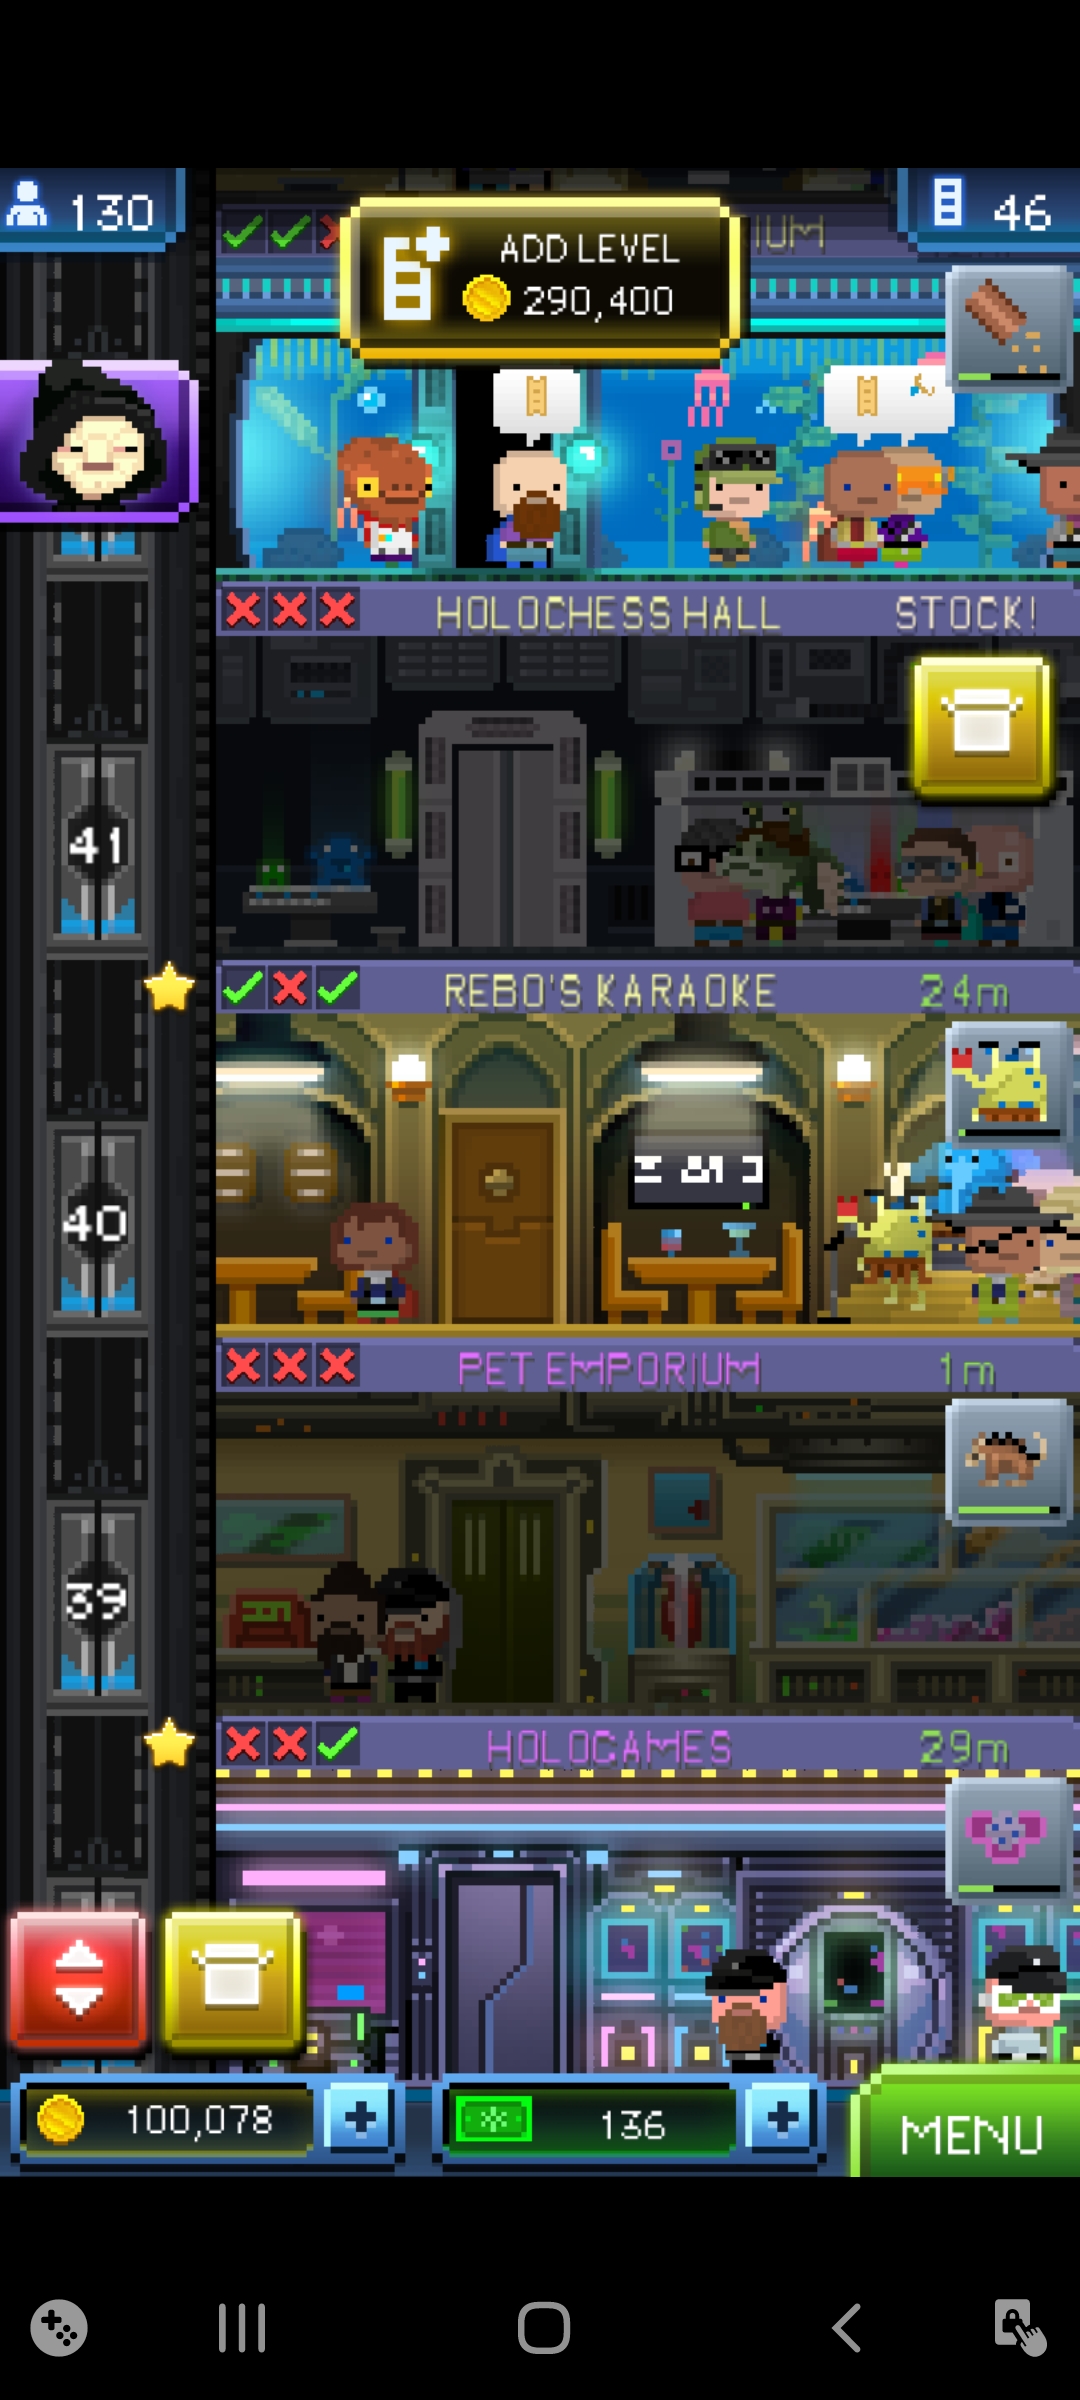 130
46
ADD LEVEL
290,400
IUM
HOLOCHESS HALL STOCK!
41
REBO'S KARAOKE 24m
40
PET EMPORIUM 1m
39
HOLOGAMES 29m
100,078
136
MENU